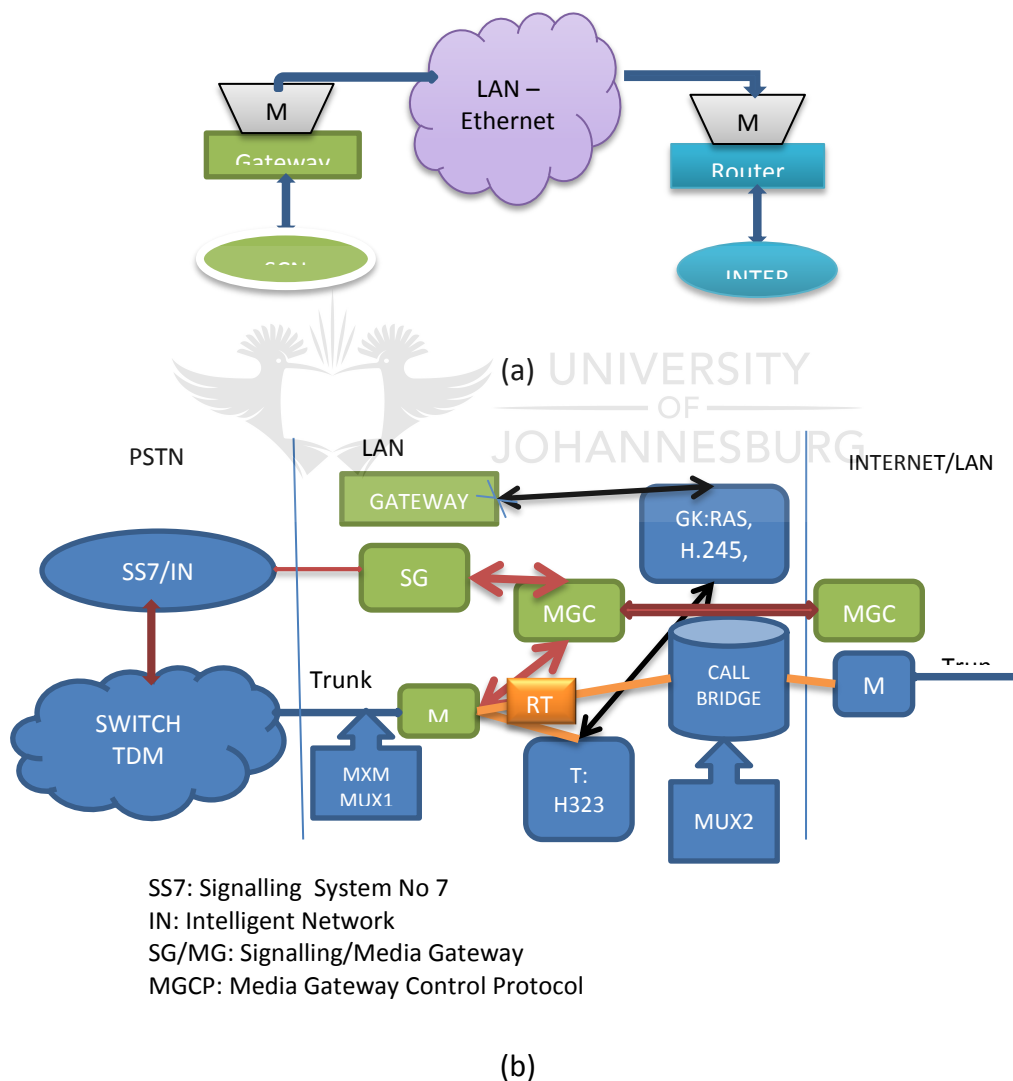 LAN –
Ethernet
M
Gateway
M
Router
(a)
UNIVERSITY
OF
JOHANNESBURG
PSTN
LAN
INTERNET/LAN
GATEWAY
GK:RAS,
H.245,
SS7/IN
SG
MGC
MGC
Trunk
CALL
BRIDGE
M
M
RT
SWITCH
TDM
MXM
MUX1
T:
H323
MUX2
SS7: Signalling System No 7
IN: Intelligent Network
SG/MG: Signalling/Media Gateway
MGCP: Media Gateway Control Protocol
(b)